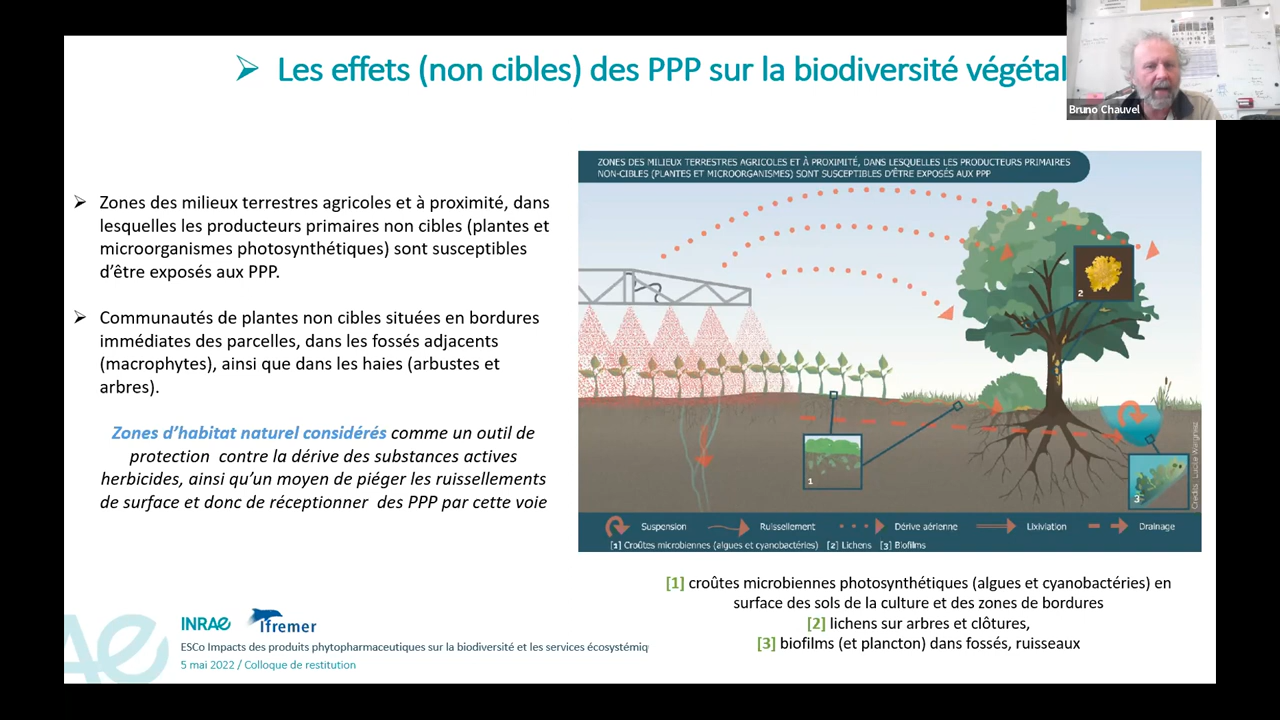 Les effets (non cibles) des PPP sur la biodiversité végétal
Bruno Chauvel
Zones des milieux terrestres agricoles et à proximité, dans
lesquelles les producteurs primaires non cibles (plantes et
microorganismes photosynthétiques) sont susceptibles
d'être exposés aux PPP.
Communautés de plantes non cibles situées en bordures
immédiates des parcelles, dans les fossés adjacents
(macrophytes), ainsi que dans les haies (arbustes et
arbres).
Zones d'habitat naturel considérés comme un outil de
protection contre la dérive des substances actives
herbicides, ainsi qu'un moyen de piéger les ruissellements
de surface et donc de réceptionner des PPP par cette voie
ZONES DES MILIEUX TERRESTRES AGRICOLES ET À PROXIMITÉ, DANS LESQUELLES LES PRODUCTEURS PRIMAIRES
NON-CIBLES (PLANTES ET MICROORGANISMES) SONT SUSCEPTIBLES D'ÊTRE EXPOSÉS AUX PPP
2
1
3
Crédits : Lucile Wargniez
Suspension
Ruissellement
Dérive aérienne
Lixiviation
Drainage
[1] Croûtes microbiennes (algues et cyanobactéries) [2] Lichens [3] Biofilms
[1] croûtes microbiennes photosynthétiques (algues et cyanobactéries) en
surface des sols de la culture et des zones de bordures
[2] lichens sur arbres et clôtures,
[3] biofilms (et plancton) dans fossés, ruisseaux
INRAE
Ifremer
ESCo Impacts des produits phytopharmaceutiques sur la biodiversité et les services écosystémiq
5 mai 2022 / Colloque de restitution